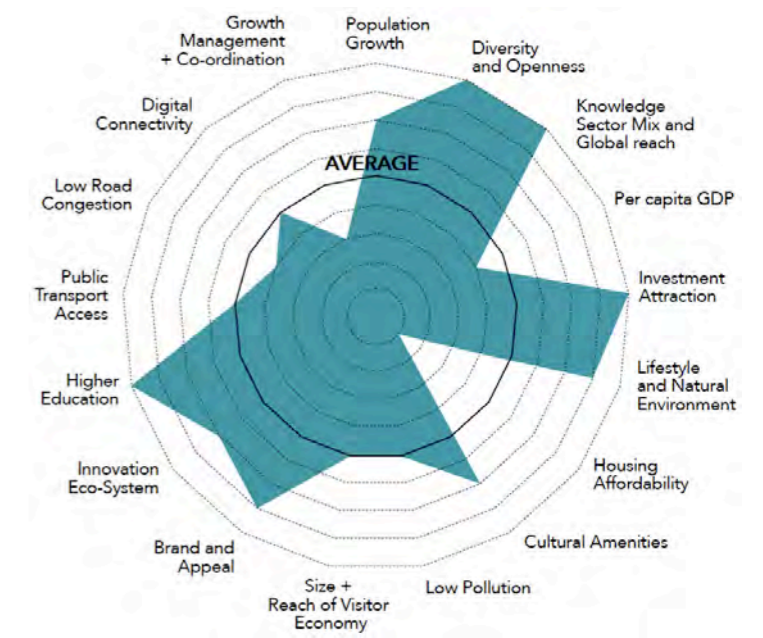 Population
Growth
Diversity
and Openness
Knowledge
Sector Mix and
Global reach
Per capita GDP
Investment
Attraction
Lifestyle
and Natural
Environment
Housing
Affordability
Cultural Amenities
Low Pollution
Size +
Reach of Visitor
Economy
Brand and
Appeal
Innovation
Eco-System
Higher
Education
Public
Transport
Access
Low Road
Congestion
Digital
Connectivity
Growth
Management
+ Co-ordination
AVERAGE